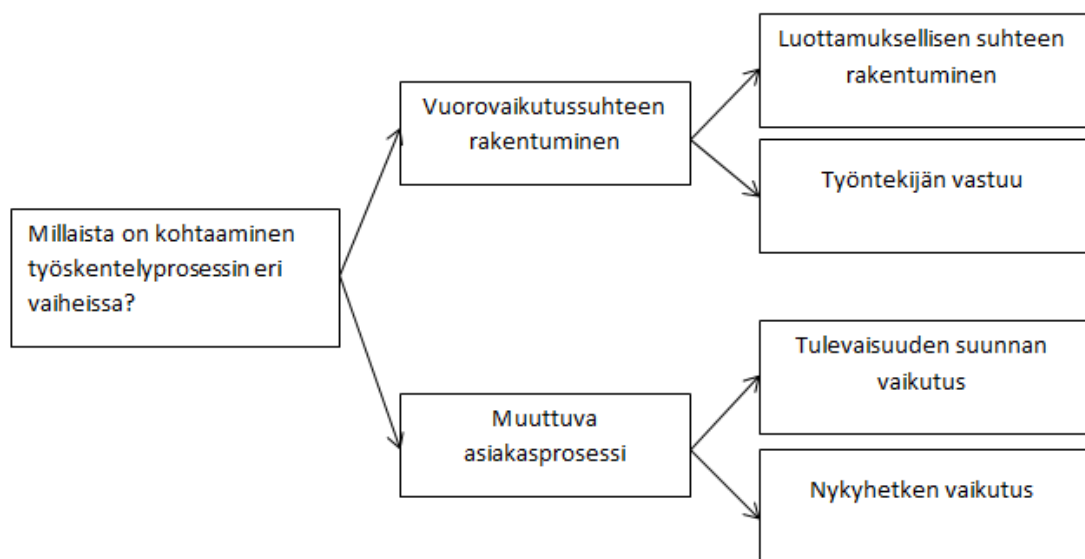 Millaista on kohtaaminen
työskentelyprosessin eri
vaiheissa?
Vuorovaikutussuhteen
rakentuminen
Luottamuksellisen suhteen
rakentuminen
Työntekijän vastuu
Muuttuva
asiakasprosessi
Tulevaisuuden suunnan
vaikutus
Nykyhetken vaikutus